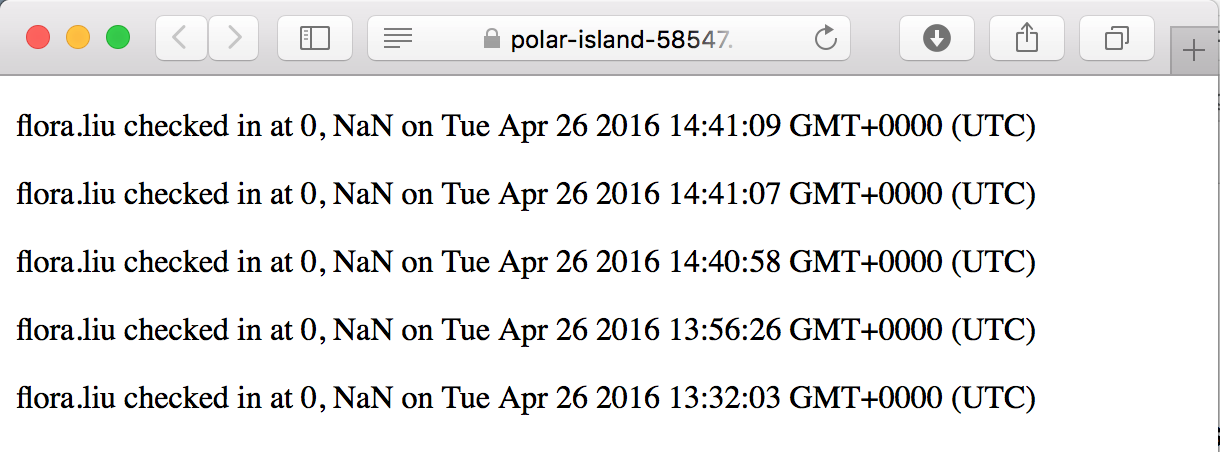 polar-island-58547.
flora.liu checked in at 0, NaN on Tue Apr 26 2016 14:41:09 GMT+0000 (UTC)
flora.liu checked in at 0, NaN on Tue Apr 26 2016 14:41:07 GMT+0000 (UTC)
flora.liu checked in at 0, NaN on Tue Apr 26 2016 14:40:58 GMT+0000 (UTC)
flora.liu checked in at 0, NaN on Tue Apr 26 2016 13:56:26 GMT+0000 (UTC)
flora.liu checked in at 0, NaN on Tue Apr 26 2016 13:32:03 GMT+0000 (UTC)